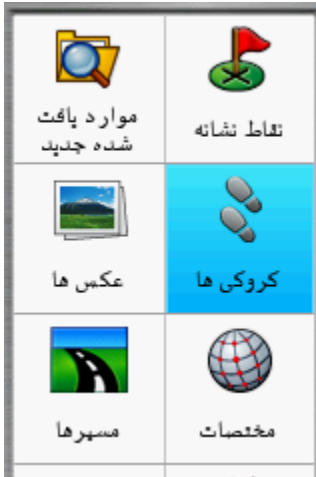 نقاط نشانه
موارد یافت
شده جدید
کروکی ها
عکس ها
مختصات
مسیرها